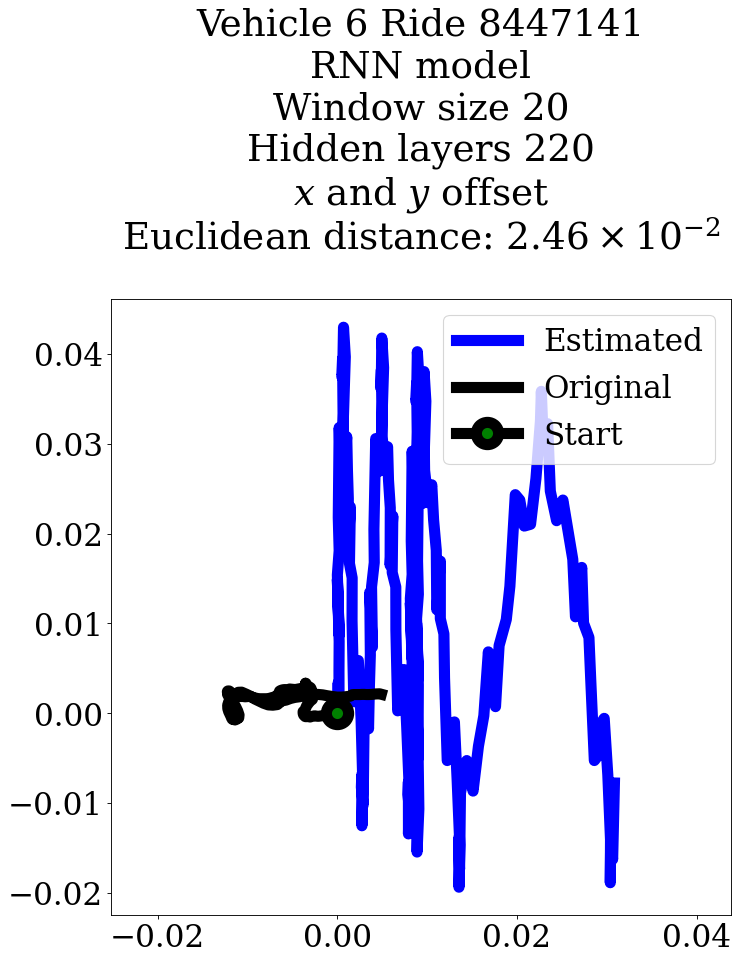 Vehicle 6 Ride 8447141
RNN model
Window size 20
Hidden layers 220
x and y offset
Euclidean distance: 2.46 × 10⁻²
Estimated
Original
Start
0.04
0.03
0.02
0.01
0.00
−0.01
−0.02
−0.02 0.00 0.02 0.04